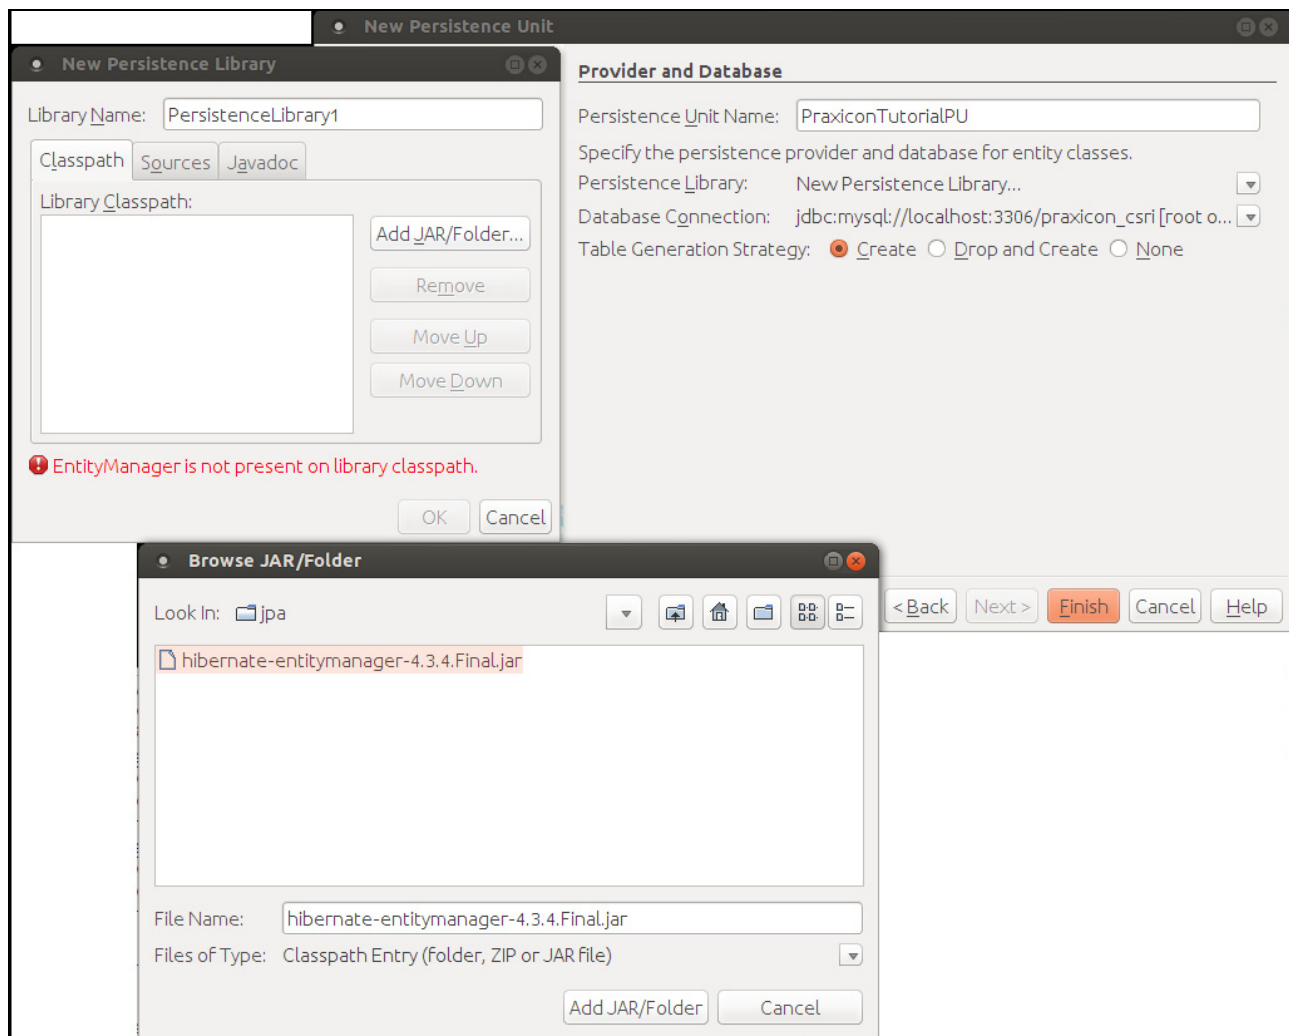 New Persistence Unit
New Persistence Library
Library Name: PersistenceLibrary1
Classpath Sources Javadoc
Library Classpath:
Add JAR/Folder...
Remove
Move Up
Move Down
EntityManager is not present on library classpath.
OK Cancel
Provider and Database
Persistence Unit Name: PraxiconTutorialPU
Specify the persistence provider and database for entity classes.
Persistence Library: New Persistence Library...
Database Connection: jdbc:mysql://localhost:3306/praxicon_csri [root o...
Table Generation Strategy: Create Drop and Create None
< Back Next > Finish Cancel Help
Browse JAR/Folder
Look In: jpa
hibernate-entitymanager-4.3.4.Final.jar
File Name: hibernate-entitymanager-4.3.4.Final.jar
Files of Type: Classpath Entry (folder, ZIP or JAR file)
Add JAR/Folder Cancel